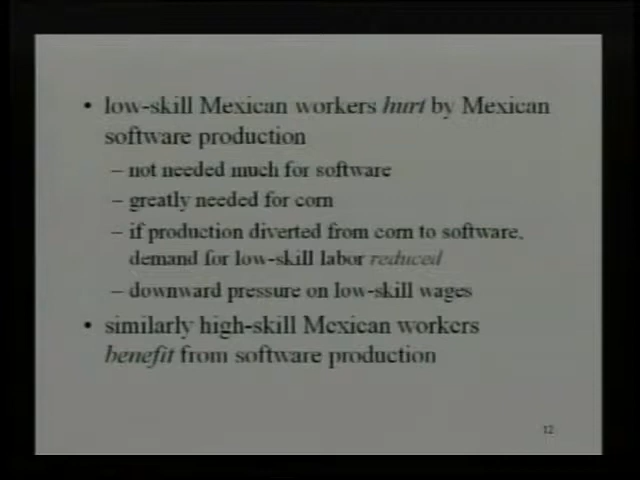 • low-skill Mexican workers hurt by Mexican
software production
– not needed much for software
– greatly needed for corn
– if production diverted from corn to software,
demand for low-skill labor reduced
– downward pressure on low-skill wages
• similarly high-skill Mexican workers
benefit from software production
12